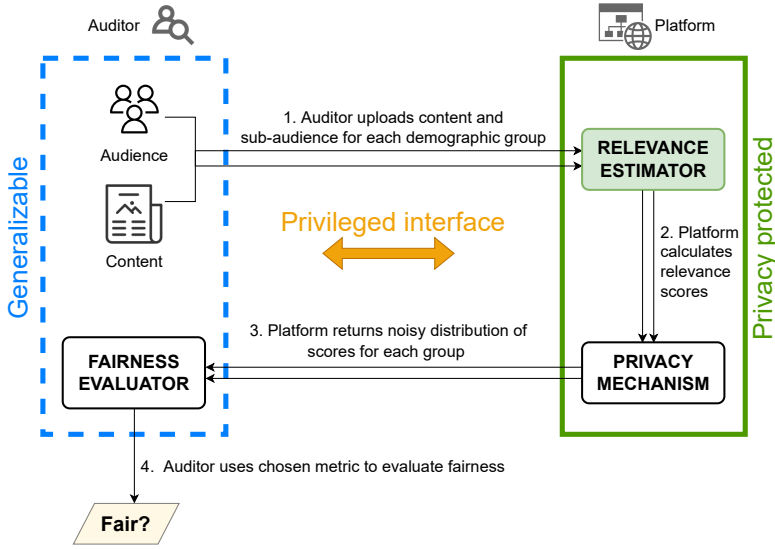 Auditor
Platform
Generalizable
Audience
Content
1. Auditor uploads content and
sub-audience for each demographic group
RELEVANCE
ESTIMATOR
Privileged interface
2. Platform
calculates
relevance
scores
Privacy protected
3. Platform returns noisy distribution of
scores for each group
FAIRNESS
EVALUATOR
PRIVACY
MECHANISM
4. Auditor uses chosen metric to evaluate fairness
Fair?